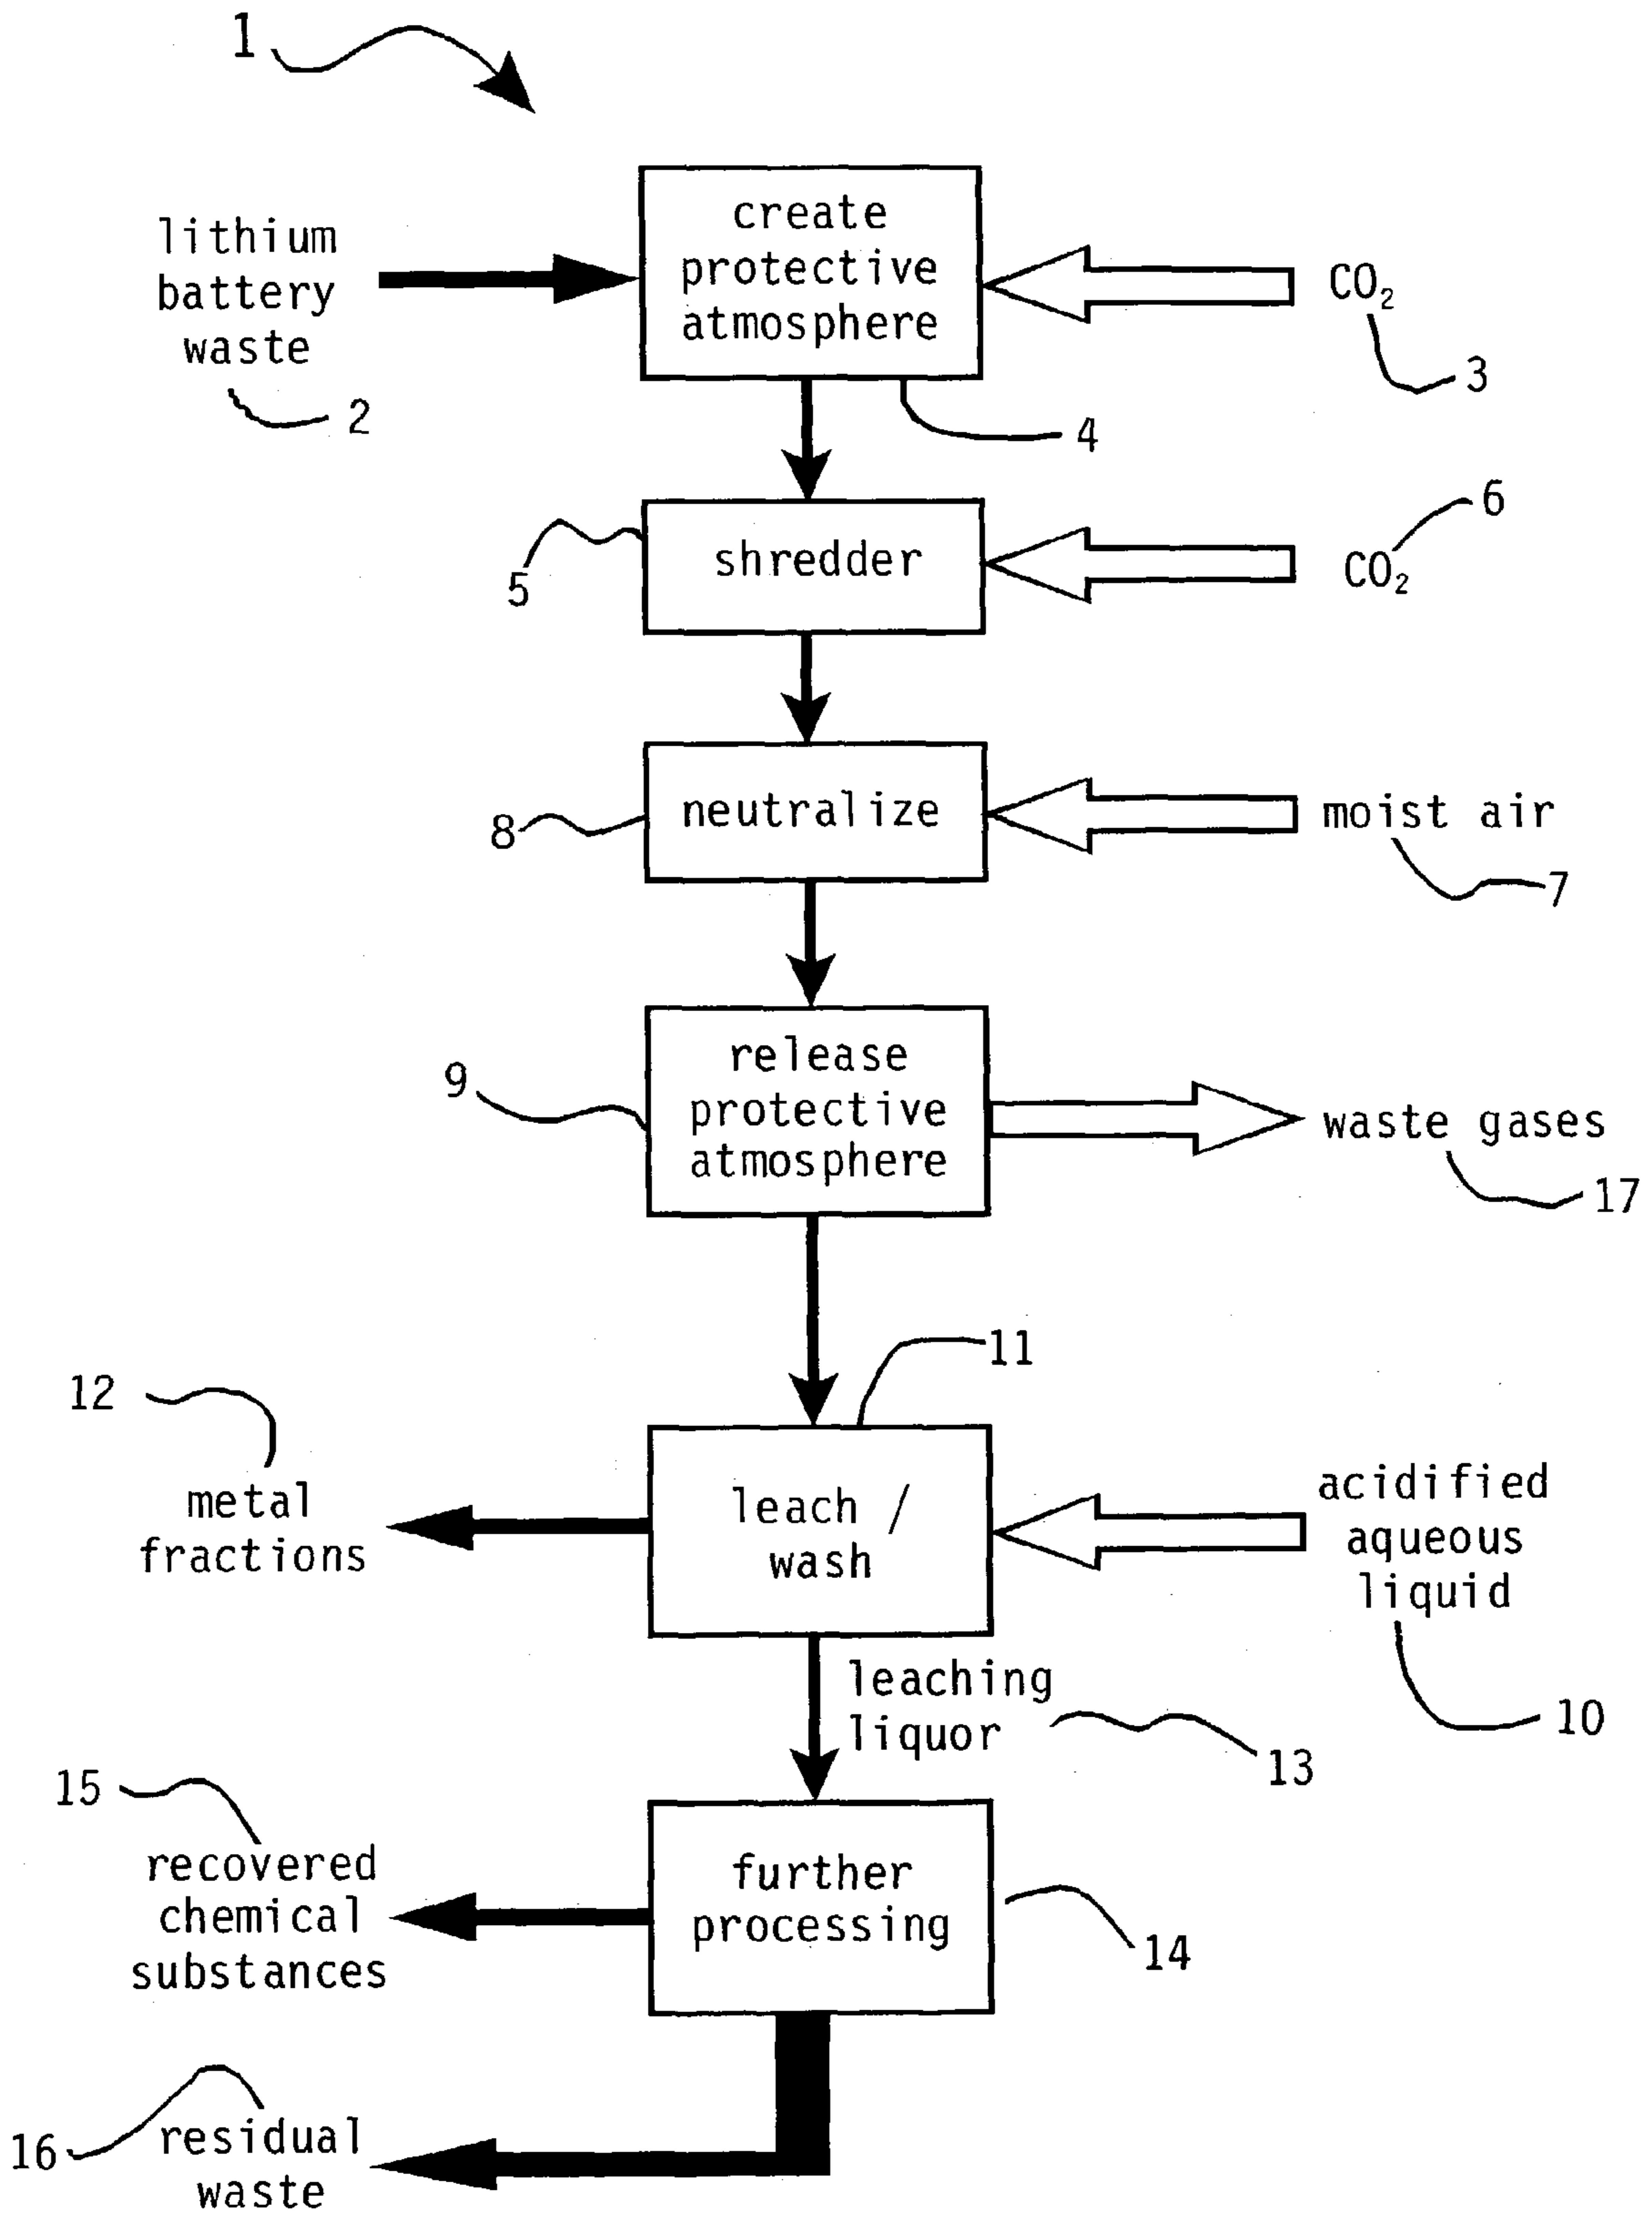 1
create
protective
atmosphere
lithium
battery
waste
2
CO₂
3
4
6
shredder
5
CO₂
neutralize
8
moist air
7
release
protective
atmosphere
9
waste gases
17
11
12
metal
fractions
leach /
wash
acidified
aqueous
liquid
10
leaching
liquor
13
15
recovered
chemical
substances
further
processing
14
16
residual
waste